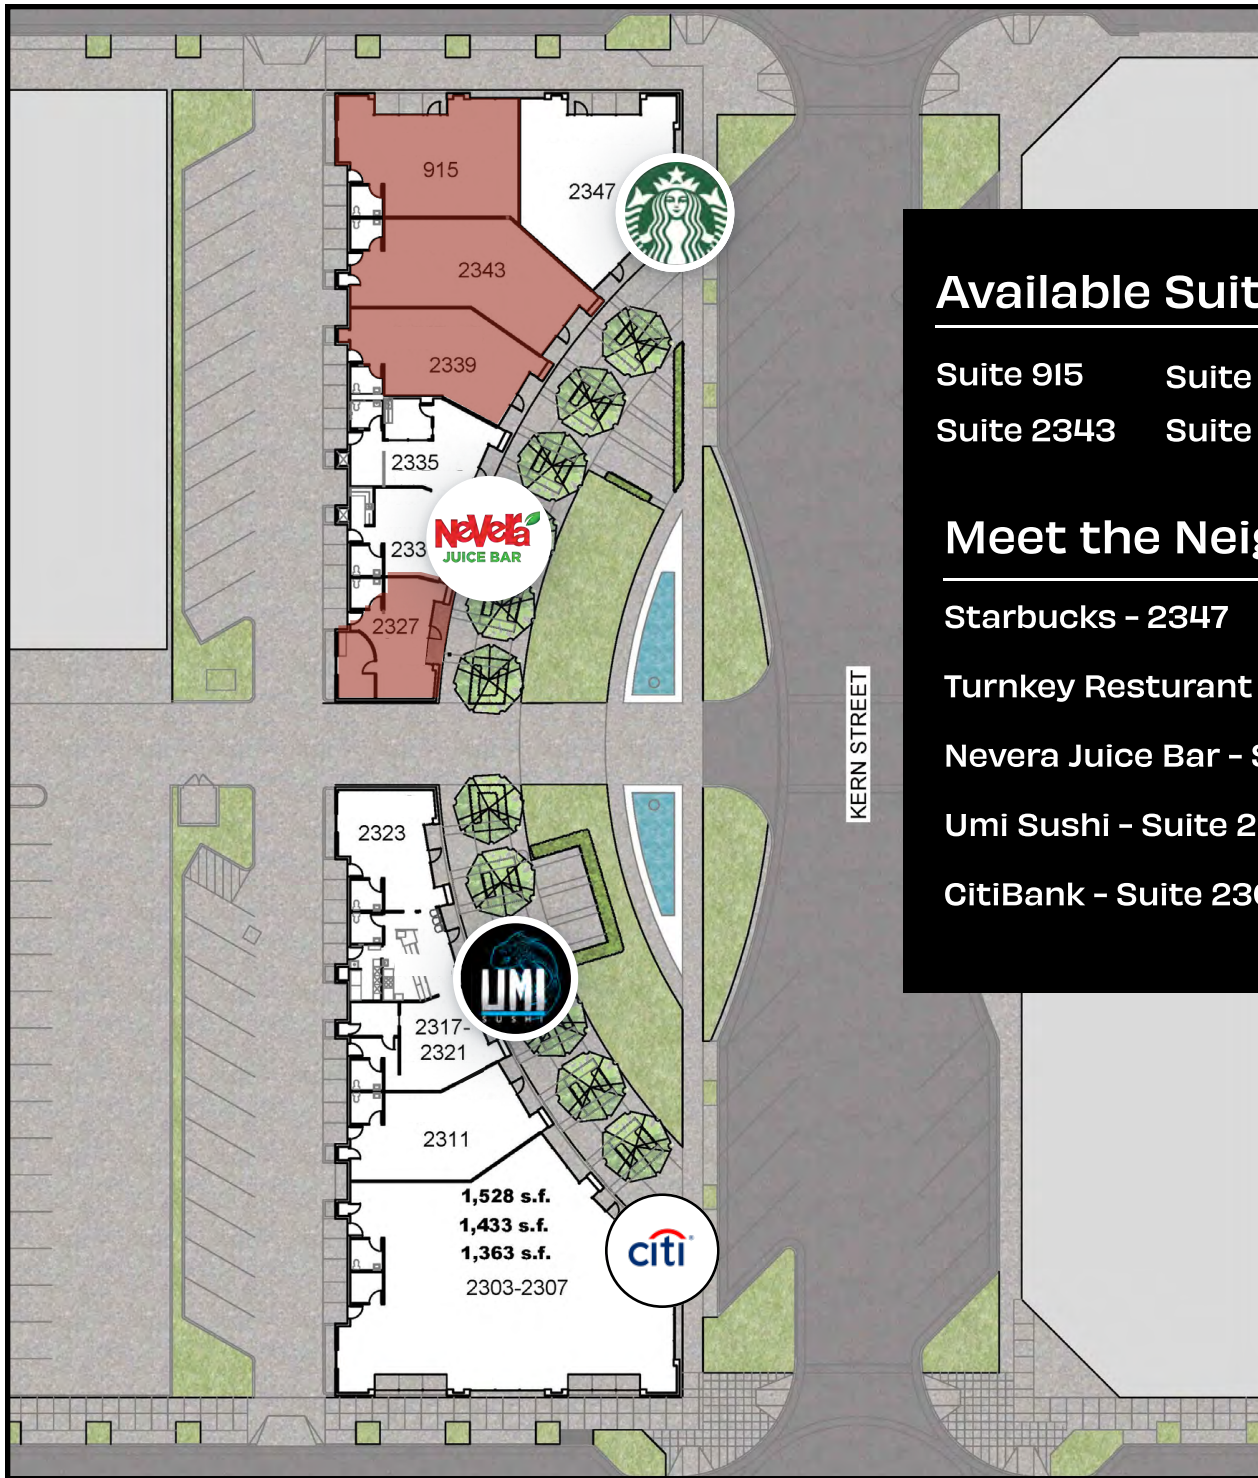 915
2347
2343
2339
2335
233
NeVera
JUICE BAR
2327
KERN STREET
2323
UMI
SUSHI
2317-
2321
2311
1,528 s.f.
1,433 s.f.
1,363 s.f.
2303-2307
citi
Available Suit
Suite 915 Suite
Suite 2343 Suite
Meet the Neig
Starbucks - 2347
Turnkey Resturant
Nevera Juice Bar - S
Umi Sushi - Suite 2
CitiBank - Suite 230